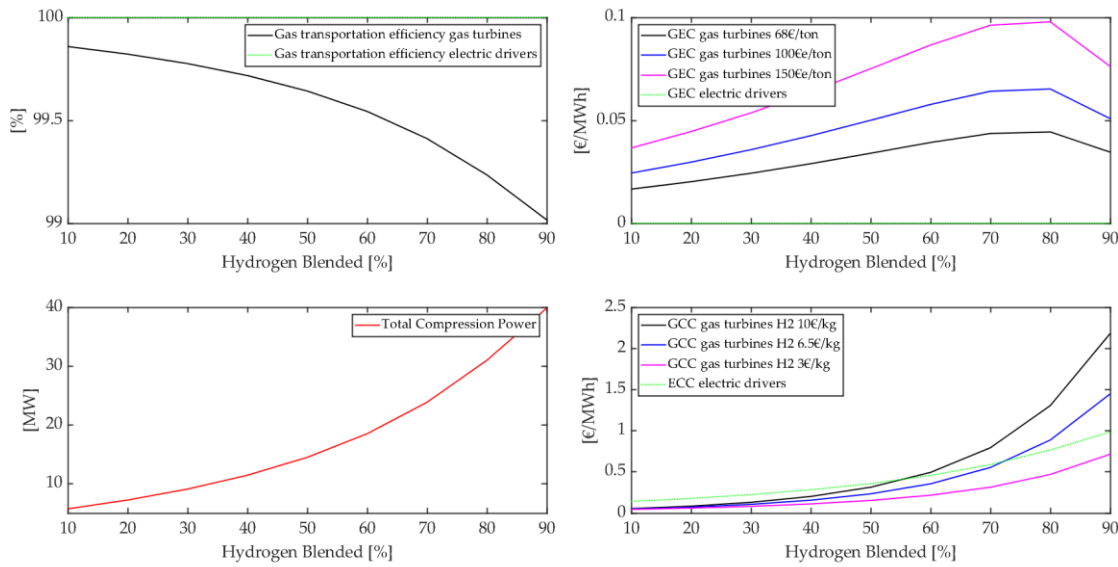 100
99.5
99
[%]
Gas transportation efficiency gas turbines
Gas transportation efficiency electric drivers
10 20 30 40 50 60 70 80 90
Hydrogen Blended [%]
0.1
0.05
0
[€/MWh]
GEC gas turbines 68€/ton
GEC gas turbines 100€e/ton
GEC gas turbines 150€e/ton
GEC electric drivers
10 20 30 40 50 60 70 80 90
Hydrogen Blended [%]
40
30
20
10
[MW]
Total Compression Power
10 20 30 40 50 60 70 80 90
Hydrogen Blended [%]
2.5
2
1.5
1
0.5
0
[€/MWh]
GCC gas turbines H2 10€/kg
GCC gas turbines H2 6.5€/kg
GCC gas turbines H2 3€/kg
ECC electric drivers
10 20 30 40 50 60 70 80 90
Hydrogen Blended [%]